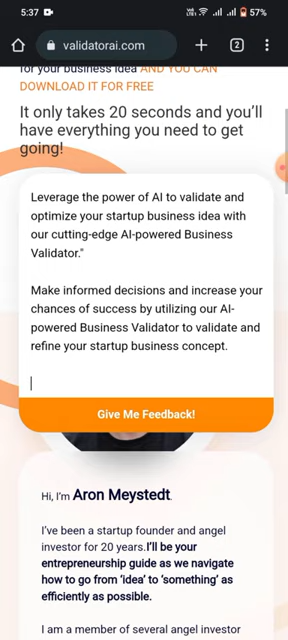 5:37
57%
validatorai.com
2
for your business idea AND YOU CAN
DOWNLOAD IT FOR FREE
It only takes 20 seconds and you'll
have everything you need to get
going!
Leverage the power of AI to validate and
optimize your startup business idea with
our cutting-edge AI-powered Business
Validator."
Make informed decisions and increase your
chances of success by utilizing our AI-
powered Business Validator to validate and
refine your startup business concept.
Give Me Feedback!
Hi, I'm Aron Meystedt.
I've been a startup founder and angel
investor for 20 years.I'll be your
entrepreneurship guide as we navigate
how to go from 'idea' to 'something' as
efficiently as possible.
I am a member of several angel investor